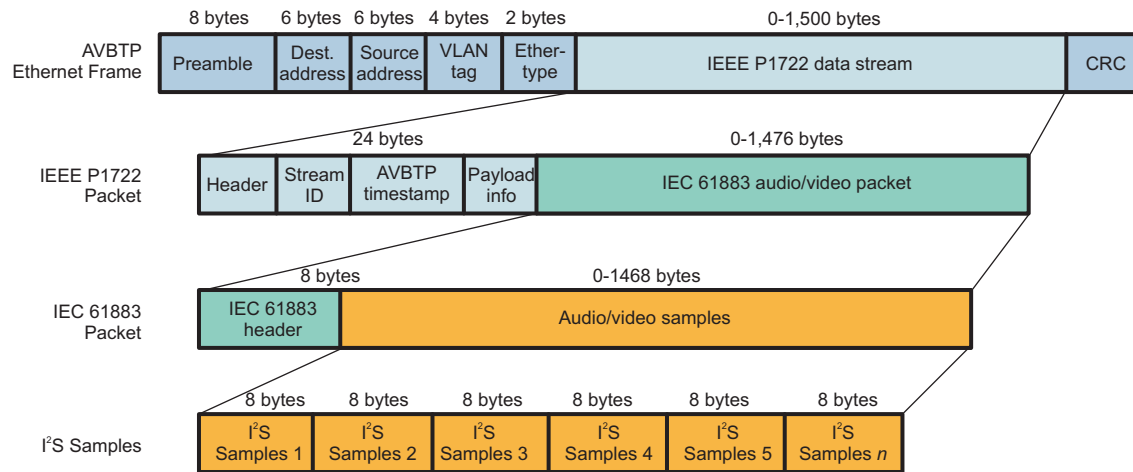 8 bytes 6 bytes 6 bytes 4 bytes 2 bytes 0-1,500 bytes
AVBTP
Ethernet Frame
Preamble
Dest.
address
Source
address
VLAN
tag
Ether-
type
IEEE P1722 data stream
CRC
24 bytes 0-1,476 bytes
IEEE P1722
Packet
Header
Stream
ID
AVBTP
timestamp
Payload
info
IEC 61883 audio/video packet
8 bytes 0-1468 bytes
IEC 61883
Packet
IEC 61883
header
Audio/video samples
8 bytes 8 bytes 8 bytes 8 bytes 8 bytes 8 bytes
I²S Samples
I²S
Samples 1
I²S
Samples 2
I²S
Samples 3
I²S
Samples 4
I²S
Samples 5
I²S
Samples n